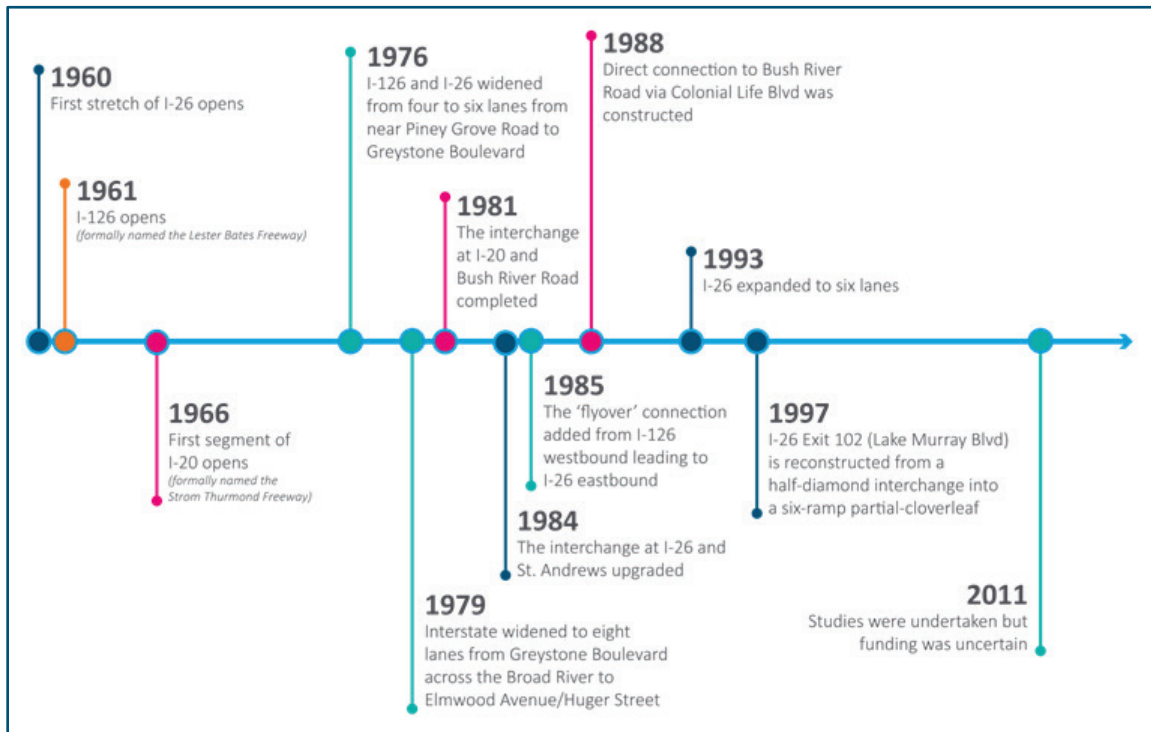 1960
First stretch of I-26 opens
1961
I-126 opens
(formally named the Lester Bates Freeway)
1966
First segment of
I-20 opens
(formally named the
Strom Thurmond Freeway)
1976
I-126 and I-26 widened
from four to six lanes from
near Piney Grove Road to
Greystone Boulevard
1979
Interstate widened to eight
lanes from Greystone Boulevard
across the Broad River to
Elmwood Avenue/Huger Street
1981
The interchange
at I-20 and
Bush River Road
completed
1984
The interchange at I-26 and
St. Andrews upgraded
1985
The ‘flyover’ connection
added from I-126
westbound leading to
I-26 eastbound
1988
Direct connection to Bush River
Road via Colonial Life Blvd was
constructed
1993
I-26 expanded to six lanes
1997
I-26 Exit 102 (Lake Murray Blvd)
is reconstructed from a
half-diamond interchange into
a six-ramp partial-cloverleaf
2011
Studies were undertaken but
funding was uncertain